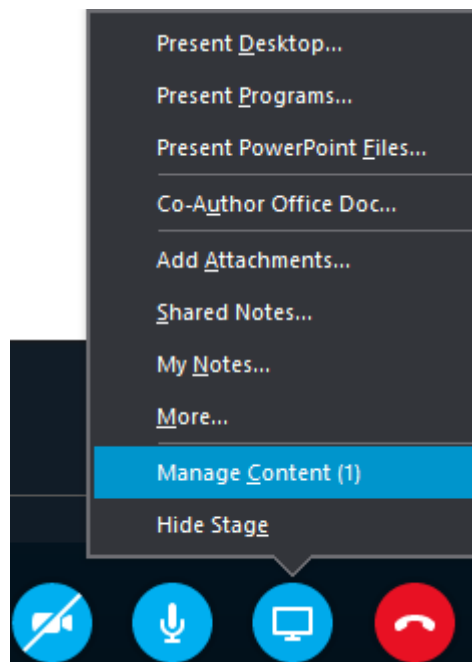 Present Desktop...
Present Programs...
Present PowerPoint Files...
Co-Author Office Doc...
Add Attachments...
Shared Notes...
My Notes...
More...
Manage Content (1)
Hide Stage